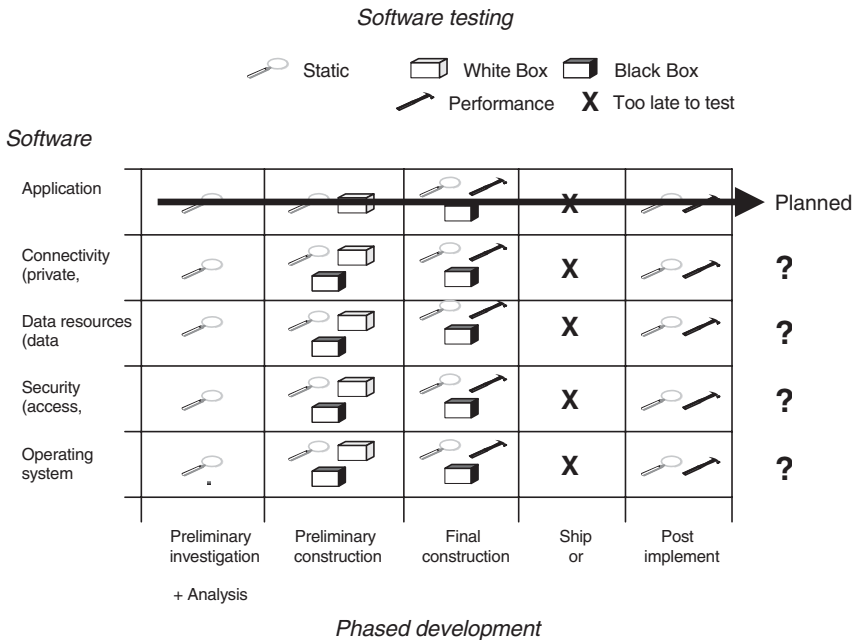 Software testing
Static
White Box
Black Box
Performance
X Too late to test
Software
Application
X
Planned
Connectivity
(private,
X
?
Data resources
(data
X
?
Security
(access,
X
?
Operating
system
X
?
Preliminary
investigation
+ Analysis
Preliminary
construction
Final
construction
Ship
or
Post
implement
Phased development